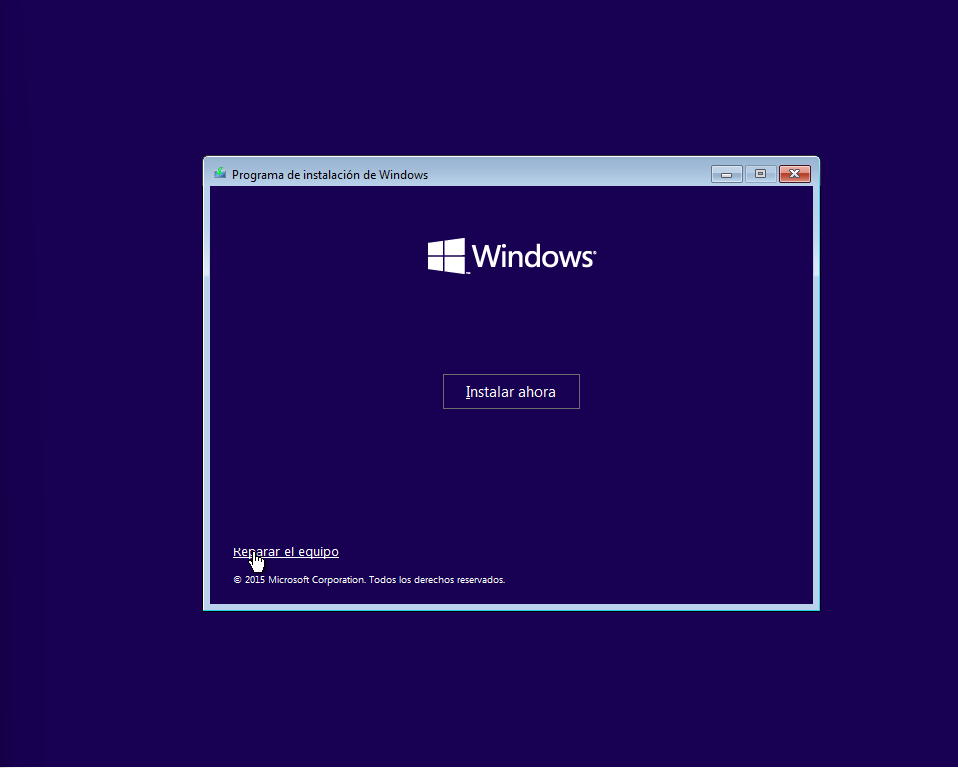 Programa de instalación de Windows
Windows
Instalar ahora
Reparar el equipo
© 2015 Microsoft Corporation. Todos los derechos reservados.